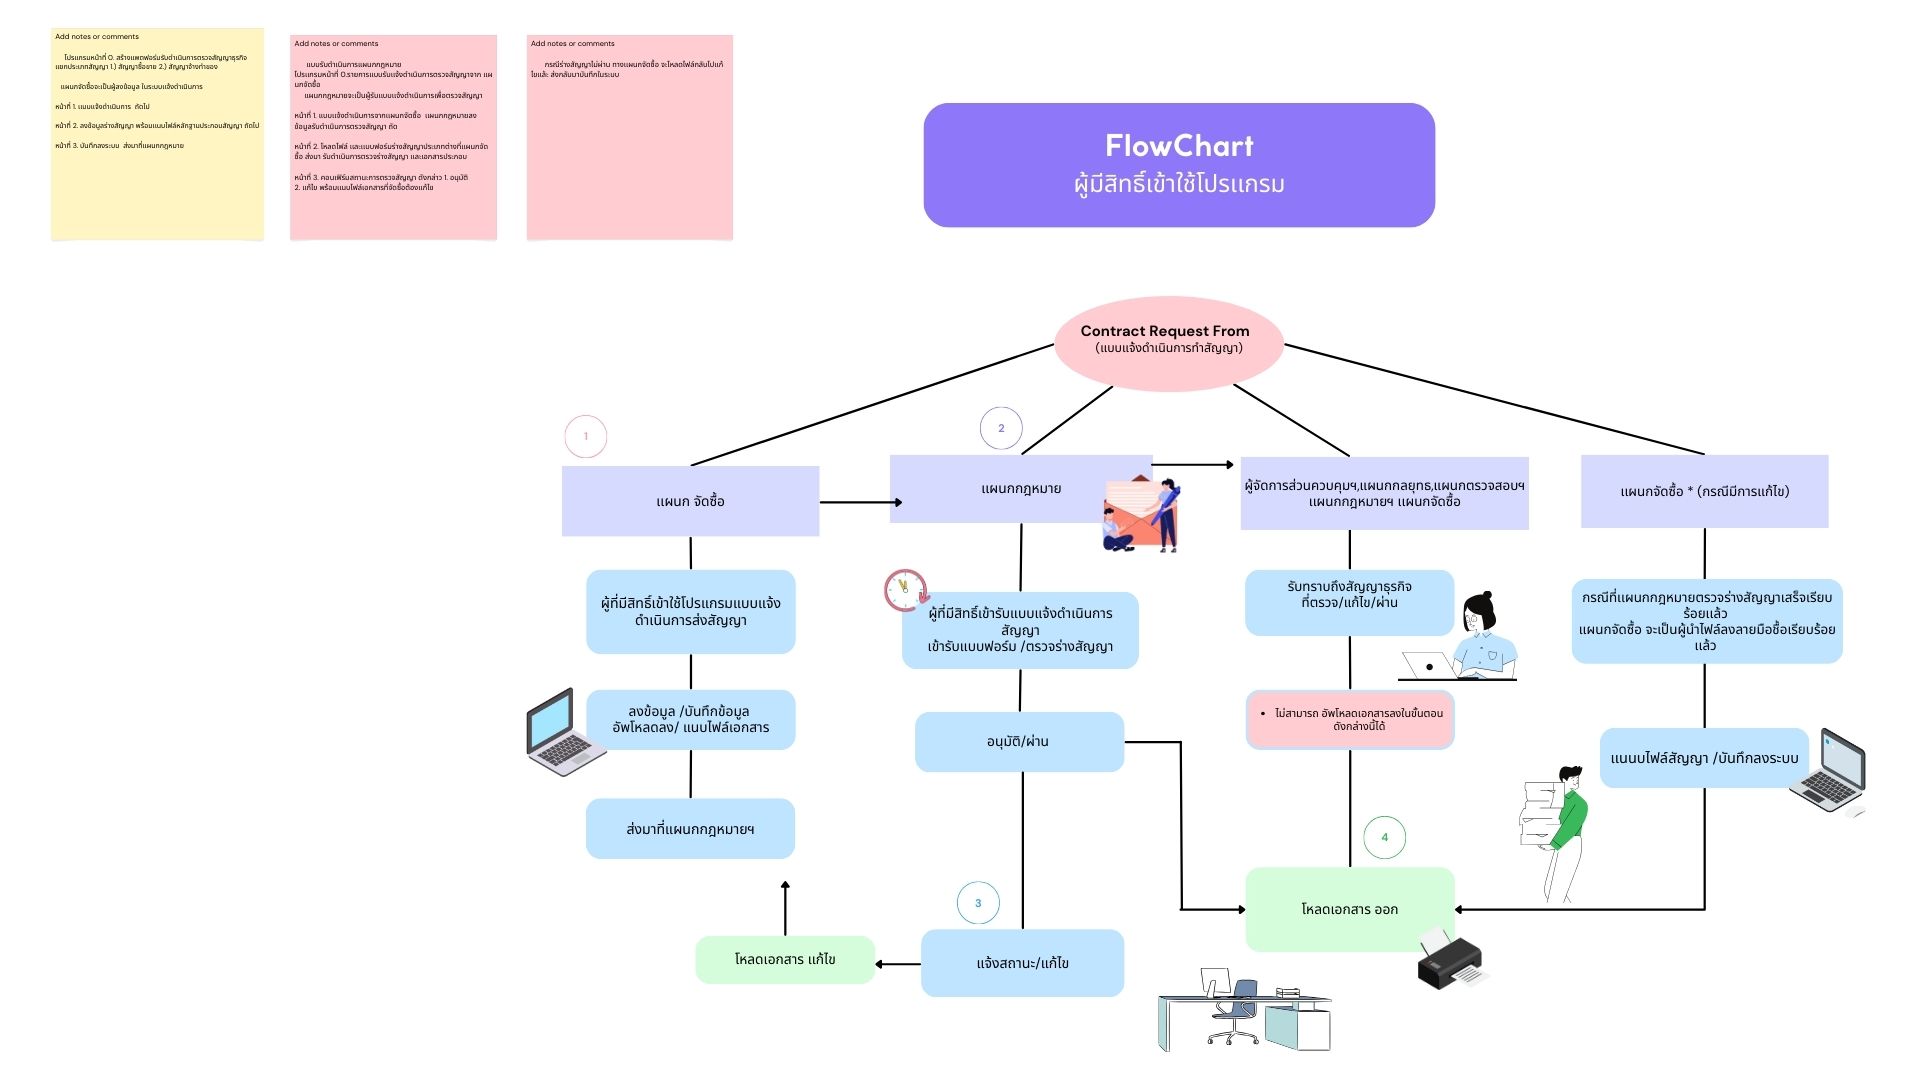 Add notes or comments
โปรแกรมหน้าที่ 0. สร้างแพตฟอร์มรับดำเนินการตรวจสัญญาธุรกิจ
แยกประเภทสัญญา 1.) สัญญาซื้อขาย 2.) สัญญาจ้างทำของ
แผนกจัดซื้อจะเป็นผู้ลงข้อมูล ในระบบแจ้งดำเนินการ
หน้าที่ 1. แบบแจ้งดำเนินการ ถัดไป
หน้าที่ 2. ลงข้อมูลร่างสัญญา พร้อมแนบไฟล์หลักฐานประกอบสัญญา ถัดไป
หน้าที่ 3. บันทึกลงระบบ ส่งมาที่แผนกกฎหมาย
Add notes or comments
แบบรับดำเนินการแผนกกฎหมาย
โปรแกรมหน้าที่ 0.รายการแบบรับแจ้งดำเนินการตรวจสัญญาจาก แผ
นกจัดซื้อ
แผนกกฎหมายจะเป็นผู้รับแบบแจ้งดำเนินการเพื่อตรวจสัญญา
หน้าที่ 1. แบบแจ้งดำเนินการจากแผนกจัดซื้อ แผนกกฎหมายลง
ข้อมูลรับดำเนินการตรวจสัญญา ถัด
หน้าที่ 2. โหลดไฟล์ และแบบฟอร์มร่างสัญญาประเภทต่างที่แผนกจัด
ซื้อ ส่งมา รับดำเนินการตรวจร่างสัญญา และเอกสารประกอบ
หน้าที่ 3. คอนเฟิร์มสถานะการตรวจสัญญา ดังกล่าว 1. อนุมัติ
2. แก้ไข พร้อมแนบไฟล์เอกสารที่จัดซื้อต้องแก้ไข
Add notes or comments
กรณีร่างสัญญาไม่ผ่าน ทางแผนกจัดซื้อ จะโหลดไฟล์กลับไปแก้
ไขแล้ะ ส่งกลับมาบันทึกในระบบ
FlowChart
ผู้มีสิทธิ์เข้าใช้โปรแกรม
Contract Request From
(แบบแจ้งดำเนินการทำสัญญา)
1
2
แผนก จัดซื้อ
แผนกกฎหมาย
ผู้จัดการส่วนควบคุมฯ,แผนกกลยุทธ,แผนกตรวจสอบฯ
แผนกกฎหมายฯ แผนกจัดซื้อ
แผนกจัดซื้อ * (กรณีมีการแก้ไข)
ผู้ที่มีสิทธิ์เข้าใช้โปรแกรมแบบแจ้ง
ดำเนินการส่งสัญญา
ผู้ที่มีสิทธิ์เข้ารับแบบแจ้งดำเนินการ
สัญญา
เข้ารับแบบฟอร์ม /ตรวจร่างสัญญา
รับทราบถึงสัญญาธุรกิจ
ที่ตรวจ/แก้ไข/ผ่าน
กรณีที่แผนกกฎหมายตรวจร่างสัญญาเสร็จเรียบ
ร้อยแล้ว
แผนกจัดซื้อ จะเป็นผู้นำไฟล์ลงลายมือชื้อเรียบร้อย
แล้ว
ลงข้อมูล /บันทึกข้อมูล
อัพโหลดลง/ แนบไฟล์เอกสาร
อนุมัติ/ผ่าน
• ไม่สามารถ อัพโหลดเอกสารลงในขั้นตอน
ดังกล่างนี้ได้
แนนบไฟล์สัญญา /บันทึกลงระบบ
ส่งมาที่แผนกกฎหมายฯ
4
3
โหลดเอกสาร ออก
โหลดเอกสาร แก้ไข
แจ้งสถานะ/แก้ไข